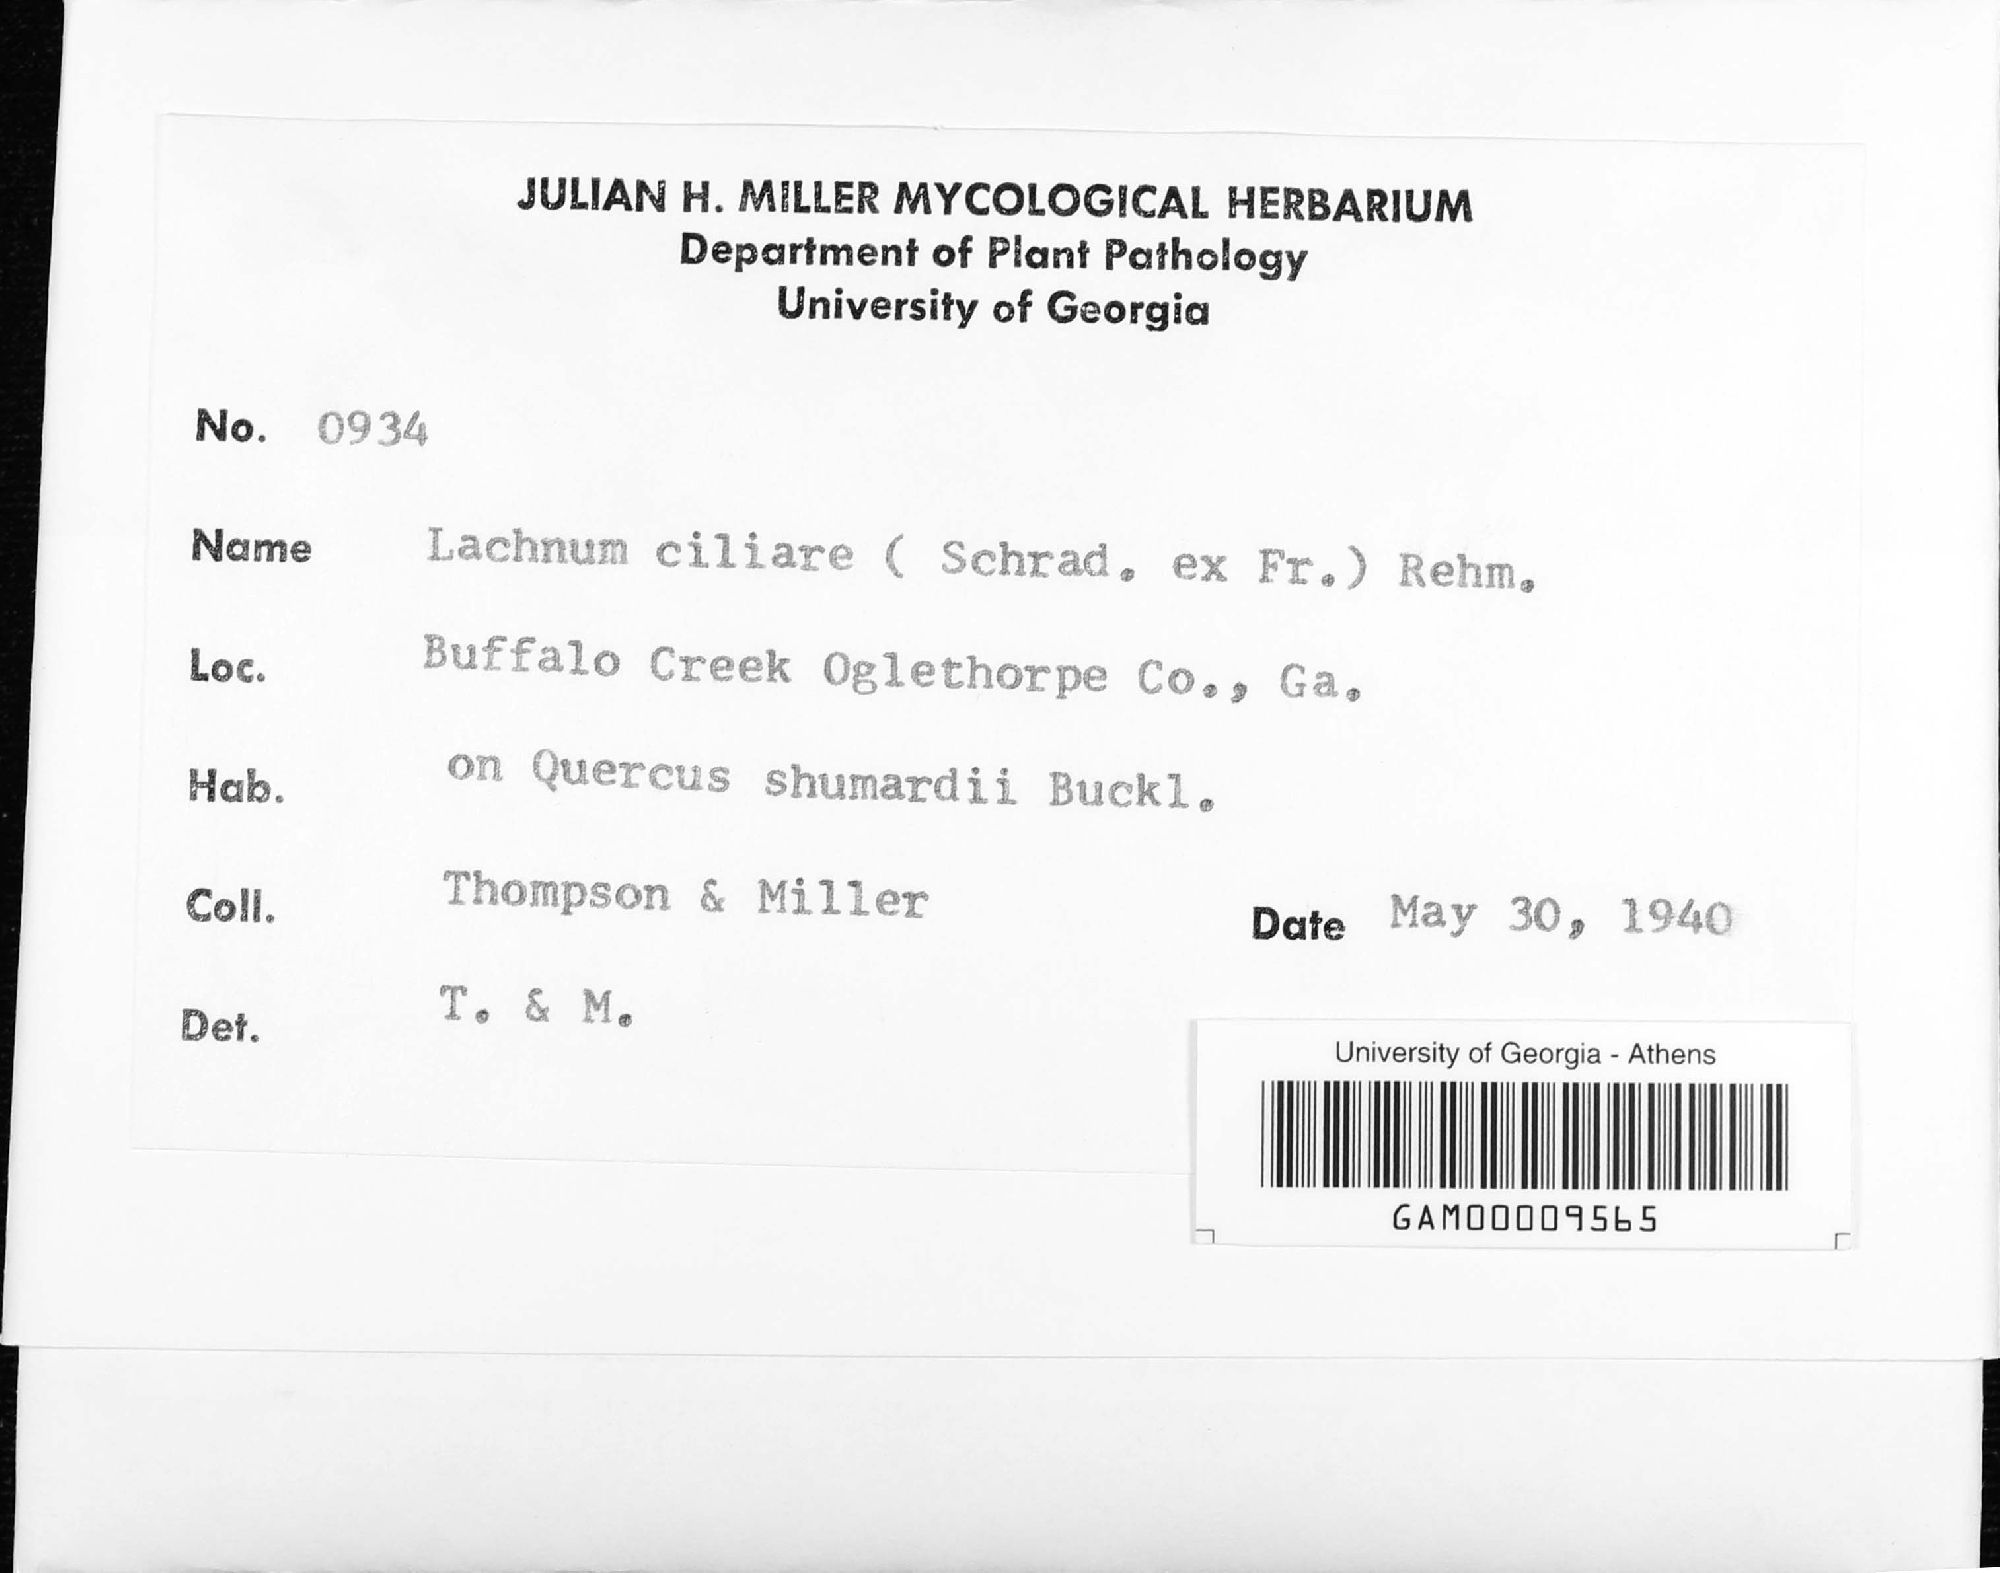 JULIAN H. MILLER MYCOLOGICAL HERBARIUM
Department of Plant Pathology
University of Georgia
No. 0934
Name Lachnum ciliare ( Schrad. ex Fr.) Rehm.
Loc. Buffalo Creek Oglethorpe Co., Ga.
Hab. on Quercus shumardii Buckl.
Coll. Thompson & Miller Date May 30, 1940
Det. T. & M.
University of Georgia - Athens
GAM00009565